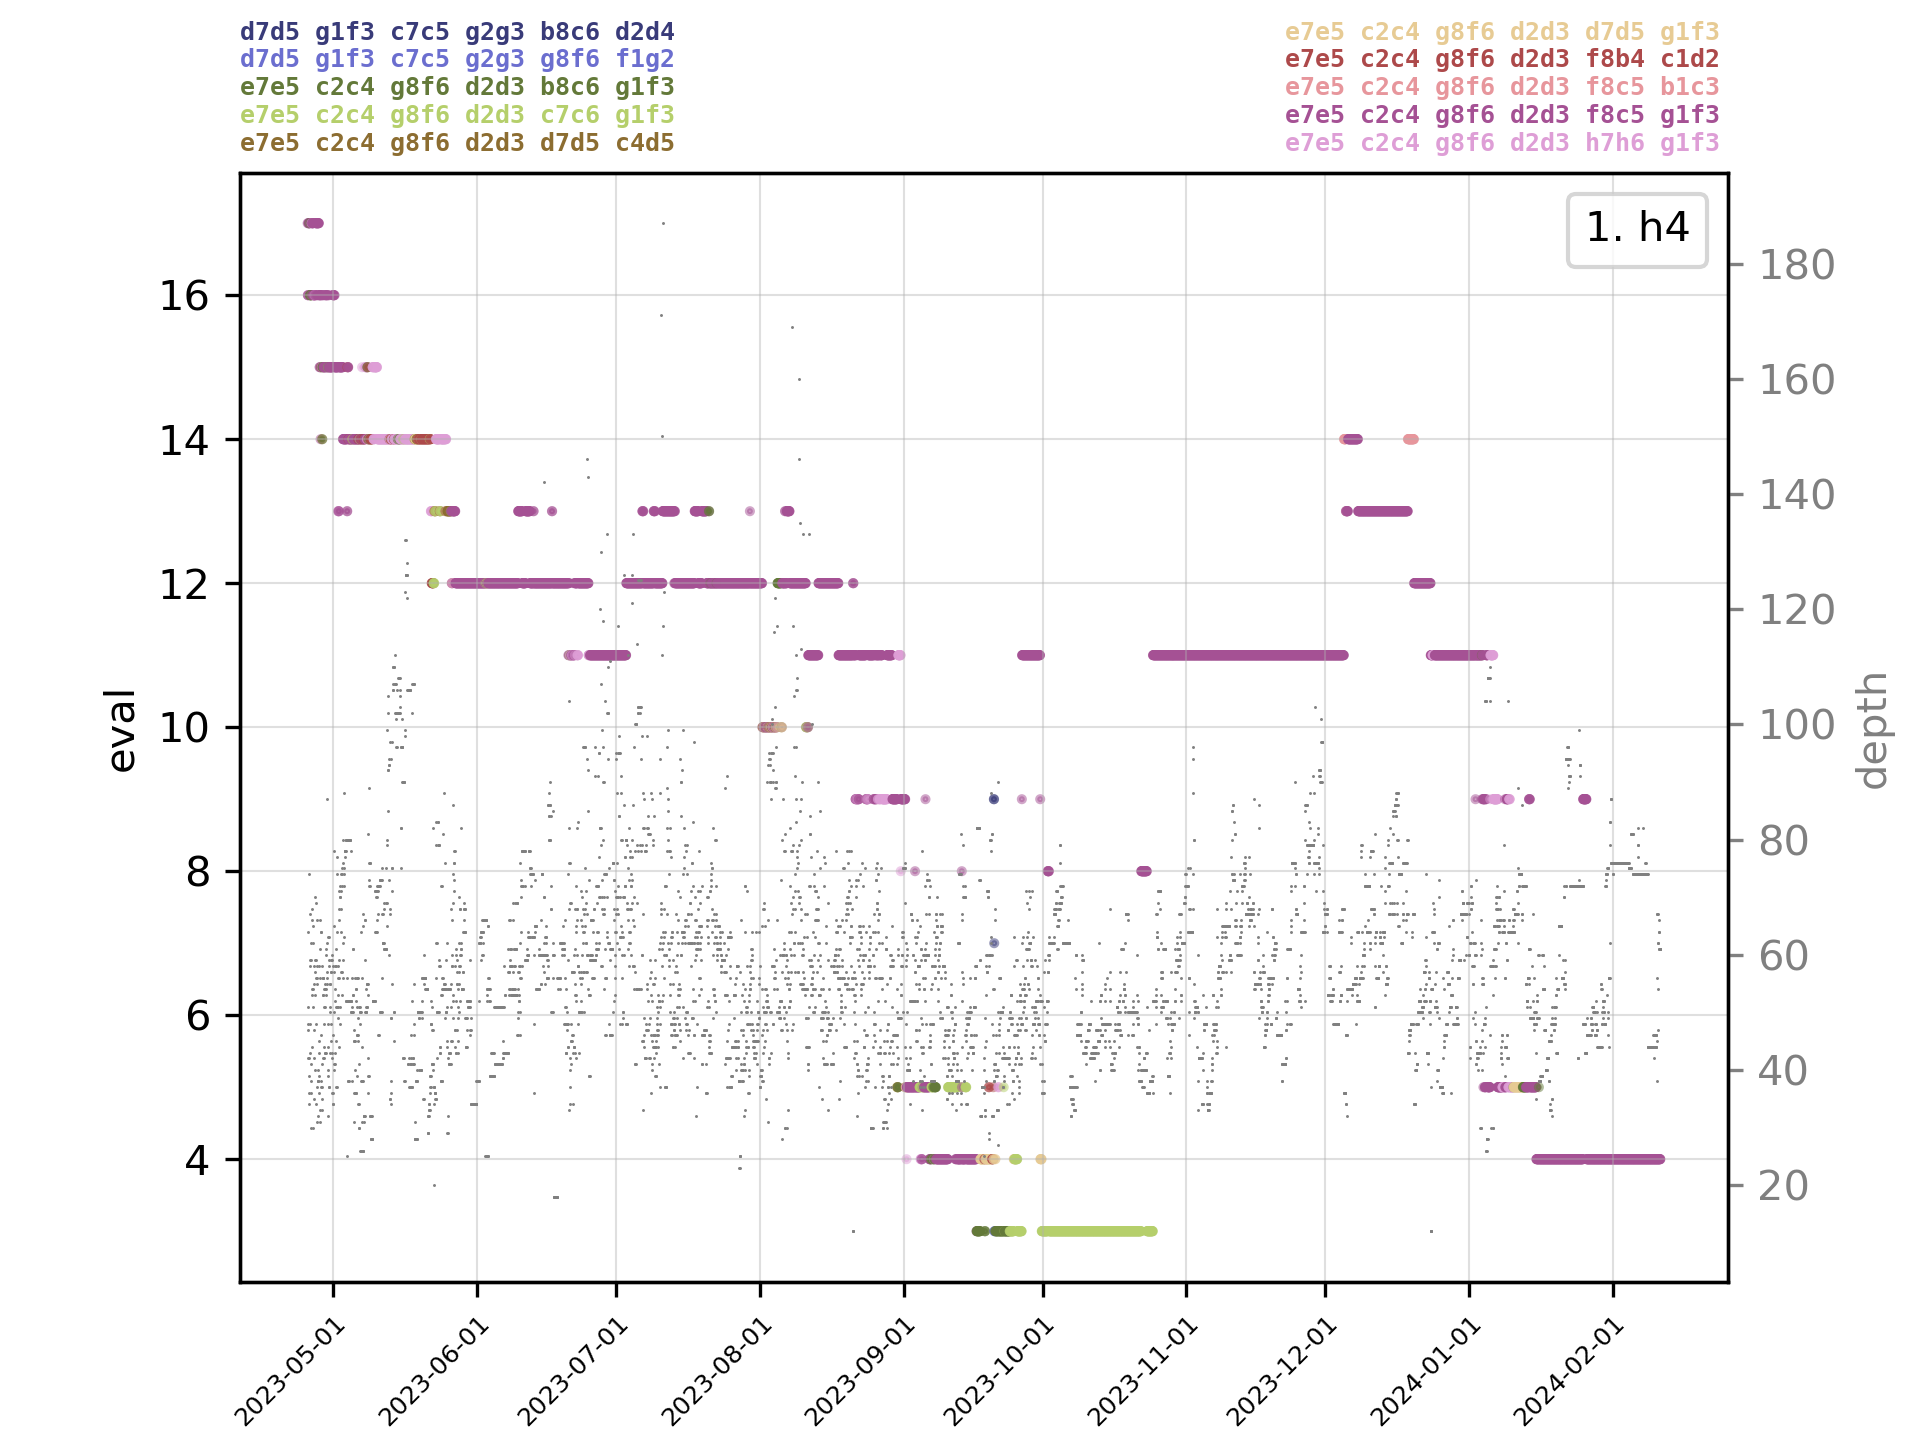 d7d5 g1f3 c7c5 g2g3 b8c6 d2d4
d7d5 g1f3 c7c5 g2g3 g8f6 f1g2
e7e5 c2c4 g8f6 d2d3 b8c6 g1f3
e7e5 c2c4 g8f6 d2d3 c7c6 g1f3
e7e5 c2c4 g8f6 d2d3 d7d5 c4d5
e7e5 c2c4 g8f6 d2d3 d7d5 g1f3
e7e5 c2c4 g8f6 d2d3 f8b4 c1d2
e7e5 c2c4 g8f6 d2d3 f8c5 b1c3
e7e5 c2c4 g8f6 d2d3 f8c5 g1f3
e7e5 c2c4 g8f6 d2d3 h7h6 g1f3
1. h4
eval
16
14
12
10
8
6
4
depth
180
160
140
120
100
80
60
40
20
2023-05-01
2023-06-01
2023-07-01
2023-08-01
2023-09-01
2023-10-01
2023-11-01
2023-12-01
2024-01-01
2024-02-01